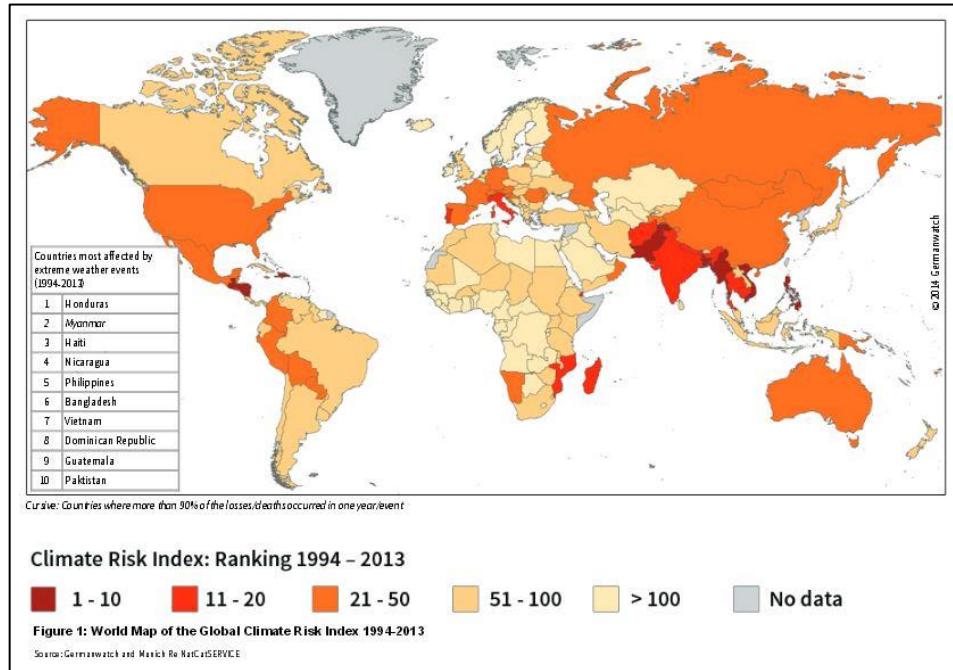 Countries most affected by
extreme weather events
(1994-2013)
1 Honduras
2 Myanmar
3 Haiti
4 Nicaragua
5 Philippines
6 Bangladesh
7 Vietnam
8 Dominican Republic
9 Guatemala
10 Paktistan
©2014 Germanwatch
Cursive: Countries where more than 90% of the losses/deaths occurred in one year/event
Climate Risk Index: Ranking 1994 – 2013
1 - 10
11 - 20
21 - 50
51 - 100
> 100
No data
Figure 1: World Map of the Global Climate Risk Index 1994-2013
Source: Germanwatch and Munich Re NatCatSERVICE